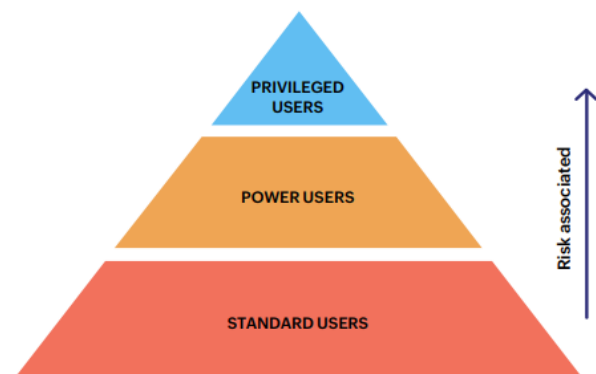 PRIVILEGED
USERS
POWER USERS
Risk associated
STANDARD USERS